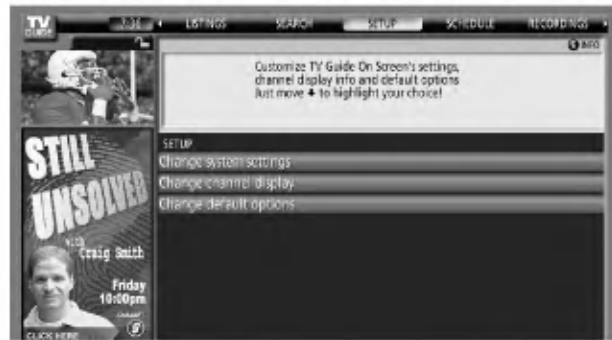 TV
GUIDE
7:36 LISTINGS SEARCH SETUP SCHEDULE RECORDINGS
INFO
Customize TV Guide On Screen's settings,
channel display info and default options
Just move to highlight your choice!
SETUP
Change system settings
Change channel display
Change default options
STILL
UNSOLVED
with
Craig Smith
Friday
10:00pm
CLICK HERE